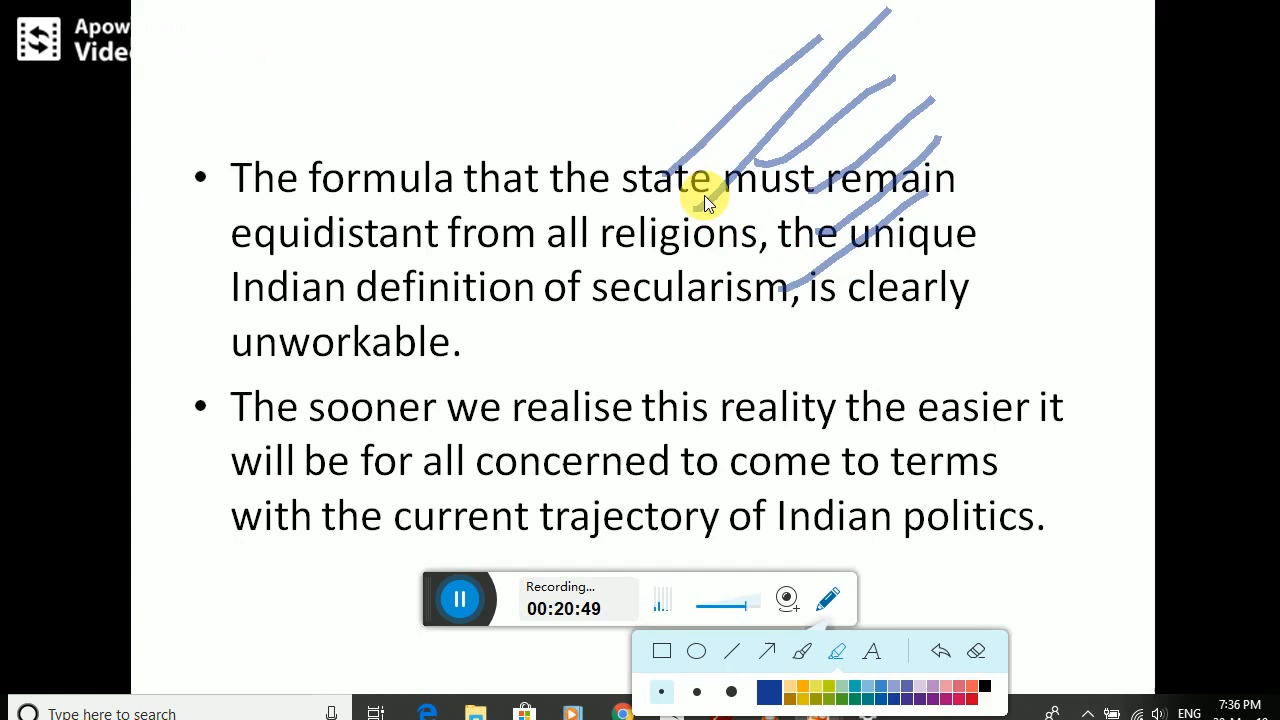 Apow
Vide
• The formula that the state must remain
equidistant from all religions, the unique
Indian definition of secularism, is clearly
unworkable.
• The sooner we realise this reality the easier it
will be for all concerned to come to terms
with the current trajectory of Indian politics.
Recording...
00:20:49
A
Type here to search
ENG
7:36 PM